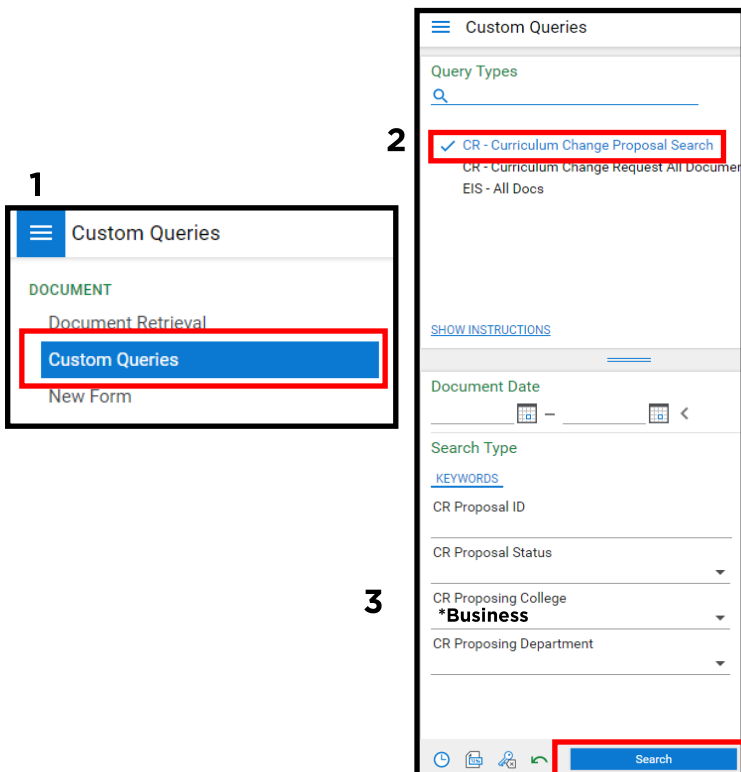 1
Custom Queries
DOCUMENT
Document Retrieval
Custom Queries
New Form
2
Custom Queries
Query Types
CR - Curriculum Change Proposal Search
CR - Curriculum Change Request All Documen
EIS - All Docs
SHOW INSTRUCTIONS
Document Date
–
Search Type
KEYWORDS
3
CR Proposal ID
CR Proposal Status
CR Proposing College
*Business
CR Proposing Department
Search